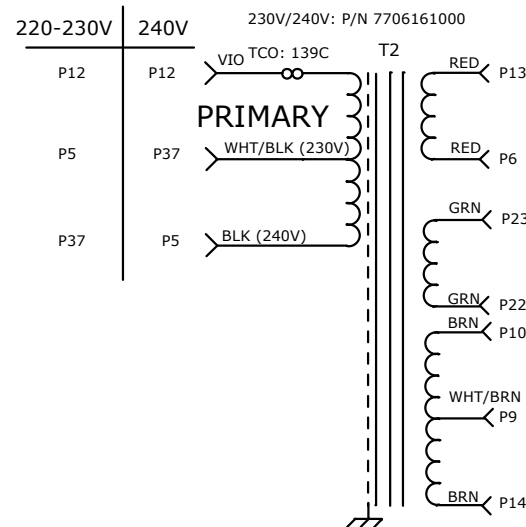 230V/240V: P/N 7706161000
220-230V 240V
T2
P12 P12 VIO TCO: 139C RED P13
PRIMARY
P5 P37 WHT/BLK (230V) RED P6
GRN P23
P37 P5 BLK (240V)
GRN P22
BRN P10
WHT/BRN
P9
BRN P14